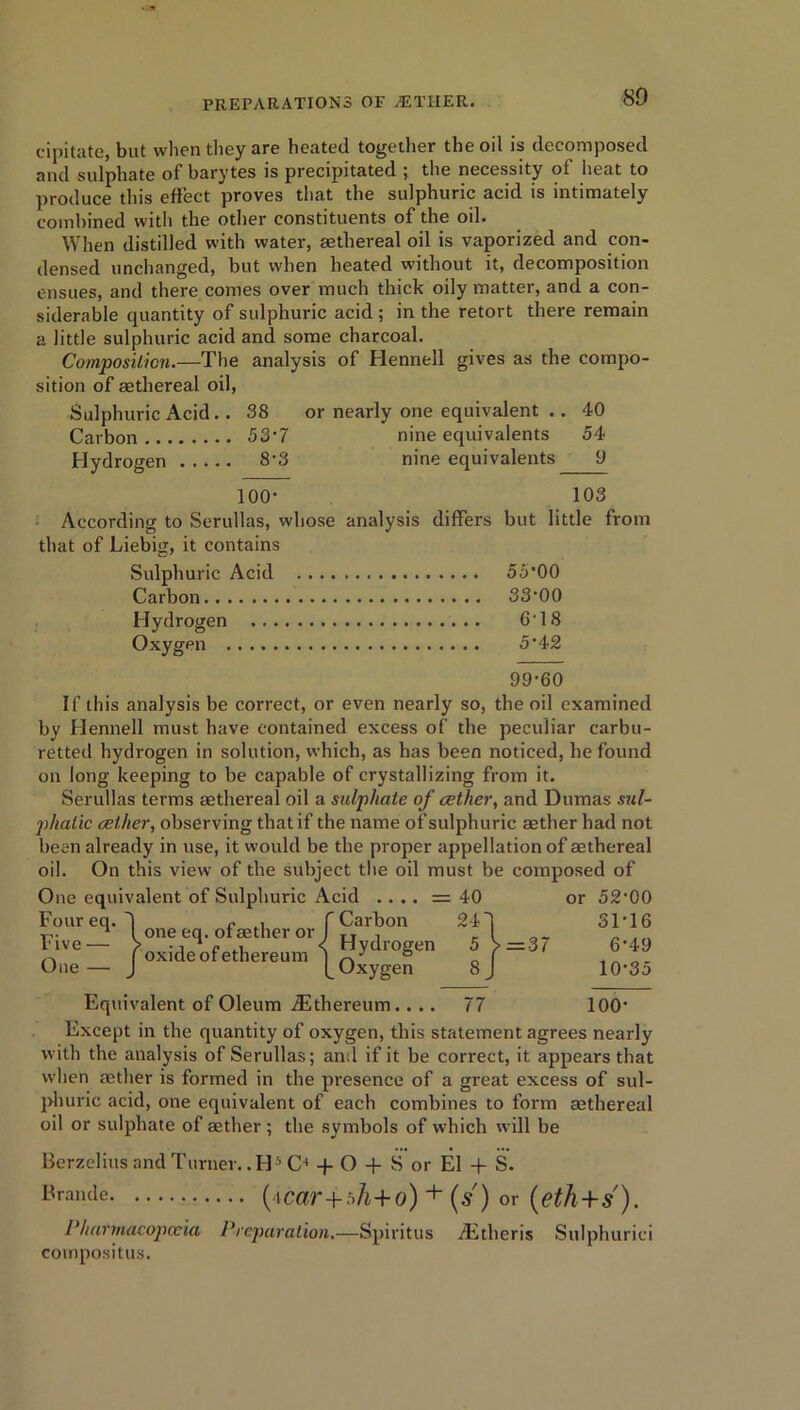 PREPARATIONS OF ÆTHER. 89
cipitate, but when they are heated together the oil is decomposed
and sulphate of barytes is precipitated ; the necessity of heat to
produce this effect proves that the sulphuric acid is intimately
combined with the other constituents of the oil.
When distilled with water, æthereal oil is vaporized and con-
densed unchanged, but when heated without it, decomposition
ensues, and there comes over much thick oily matter, and a con-
siderable quantity of sulphuric acid ; in the retort there remain
a little sulphuric acid and some charcoal.
Composition.—The analysis of Hennell gives as the compo-
sition of æthereal oil,
Sulphuric Acid.. 38 or nearly one equivalent .. 40
Carbon ........ 53·7 nine equivalents 54
Hydrogen ..... 8·3 nine equivalents 9
100· 103
According to Serullas, whose analysis differs but little from
that of Liebig, it contains
Sulphuric Acid ................ 55·00
Carbon........................ 33·00
Hydrogen .................... 6·18
Oxygen ...................... 5·42
99·60
If this analysis be correct, or even nearly so, the oil examined
by Hennell must have contained excess of the peculiar carbu-
retted hydrogen in solution, which, as has been noticed, he found
on long keeping to be capable of crystallizing from it.
Serullas terms æthereal oil a sulphate of æther, and Dumas sul-
phatic æther, observing that if the name of sulphuric æther had not
been already in use, it would be the proper appellation of æthereal
oil. On this view of the subject the oil must be composed of
One equivalent of Sulphuric Acid .... = 40 or 52·00
Four eq. } one eq. of æther or { Carbon 24 } 31·16
Five — } oxide of ethereum { Hydrogen 5 } = 37 6·49
One — } { Oxygen 8 } 10·35
Equivalent of Oleum Æthereum.... 77 100·
Except in the quantity of oxygen, this statement agrees nearly
with the analysis of Serullas; and if it be correct, it appears that
when æther is formed in the presence of a great excess of sul-
phuric acid, one equivalent of each combines to form æthereal
oil or sulphate of æther ; the symbols of which will be
Berzelius and Turner.. H⁵ C⁴ + O + S⃛ or Ėl + S⃛.
Brande........... (4car+5h+o) + (s′) or (eth+s′).
Pharmacopœia Preparation.—Spiritus Ætheris Sulphurici
compositus.